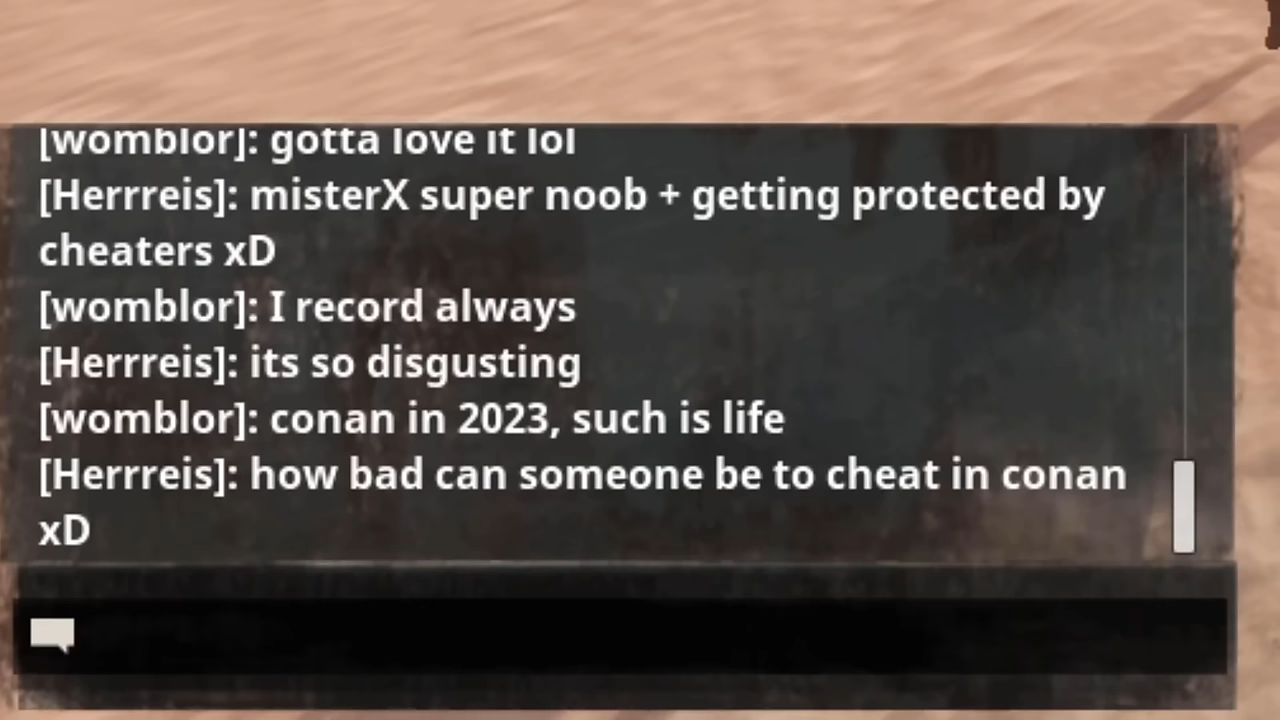 [womblor]: gotta love it lol
[Herrreis]: misterX super noob + getting protected by
cheaters xD
[womblor]: I record always
[Herrreis]: its so disgusting
[womblor]: conan in 2023, such is life
[Herrreis]: how bad can someone be to cheat in conan
xD